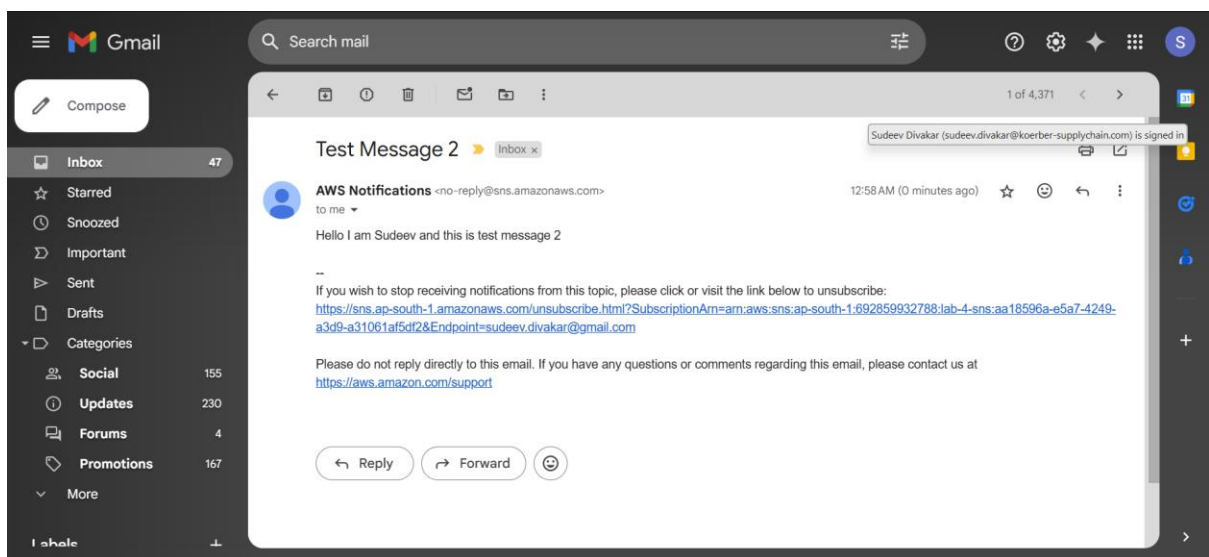 Gmail
Search mail
S
Compose
1 of 4,371
31
Sudeev Divakar (sudeev.divakar@koerber-supplychain.com) is signed in
Test Message 2
Inbox x
Inbox 47
Starred
Snoozed
Important
Sent
Drafts
Categories
Social 155
Updates 230
Forums 4
Promotions 167
More
Labels +
AWS Notifications <no-reply@sns.amazonaws.com>
12:58 AM (0 minutes ago)
to me
Hello I am Sudeev and this is test message 2
--
If you wish to stop receiving notifications from this topic, please click or visit the link below to unsubscribe:
https://sns.ap-south-1.amazonaws.com/unsubscribe.html?SubscriptionArn=arn:aws:sns:ap-south-1:692859932788:lab-4-sns:aa18596a-e5a7-4249-
a3d9-a31061af5df2&Endpoint=sudeev.divakar@gmail.com
Please do not reply directly to this email. If you have any questions or comments regarding this email, please contact us at
https://aws.amazon.com/support
Reply
Forward